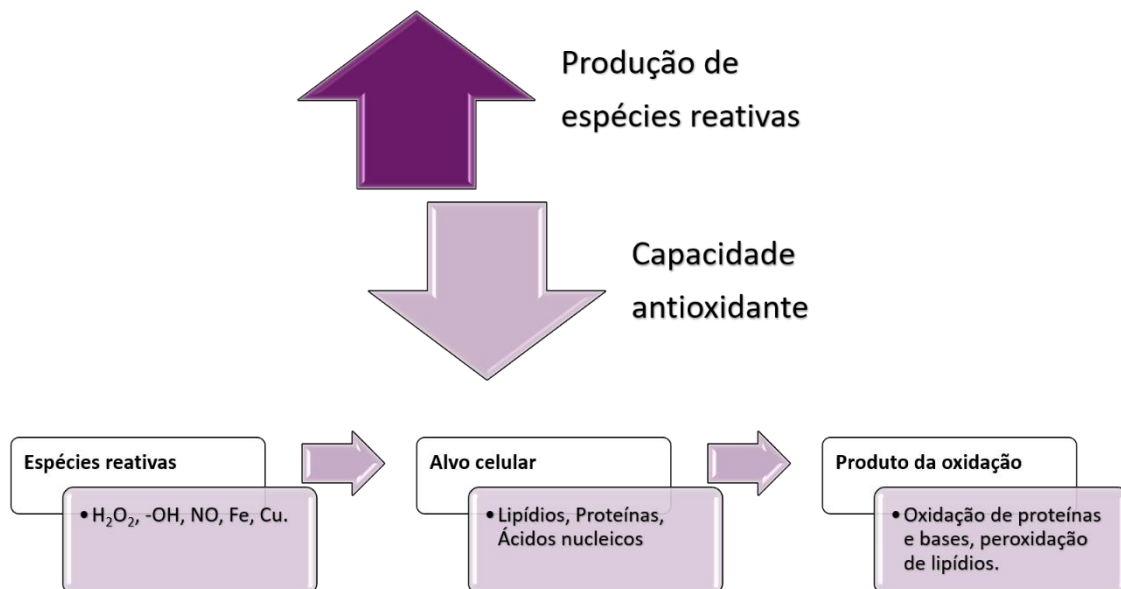 Produção de
espécies reativas
Capacidade
antioxidante
Espécies reativas
• H₂O₂, -OH, NO, Fe, Cu.
Alvo celular
• Lipídios, Proteínas,
Ácidos nucleicos
Produto da oxidação
• Oxidação de proteínas
e bases, peroxidação
de lipídios.